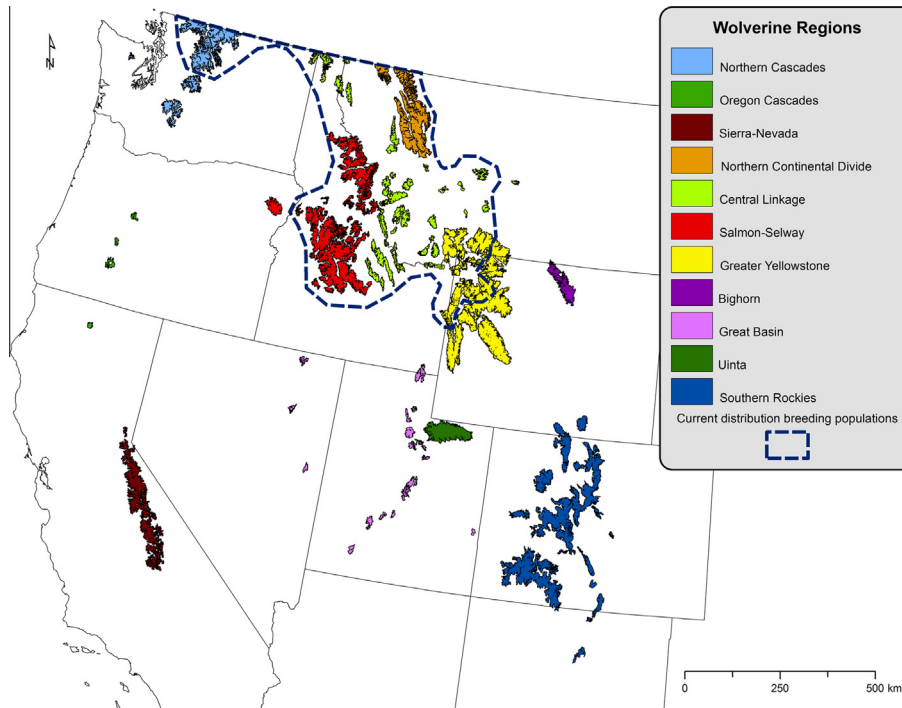 N
Wolverine Regions
Northern Cascades
Oregon Cascades
Sierra-Nevada
Northern Continental Divide
Central Linkage
Salmon-Selway
Greater Yellowstone
Bighorn
Great Basin
Uinta
Southern Rockies
Current distribution breeding populations
0 250 500 km